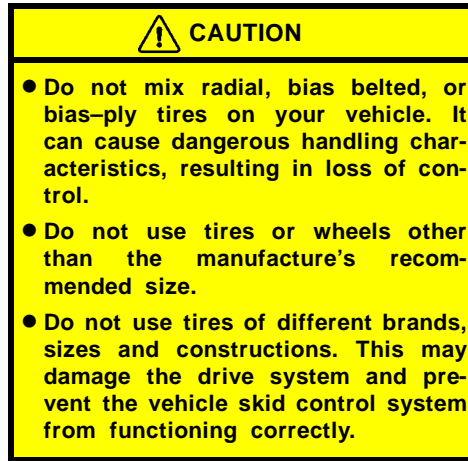 CAUTION
● Do not mix radial, bias belted, or
bias–ply tires on your vehicle. It
can cause dangerous handling char-
acteristics, resulting in loss of con-
trol.
● Do not use tires or wheels other
than the manufacture's recom-
mended size.
● Do not use tires of different brands,
sizes and constructions. This may
damage the drive system and pre-
vent the vehicle skid control system
from functioning correctly.